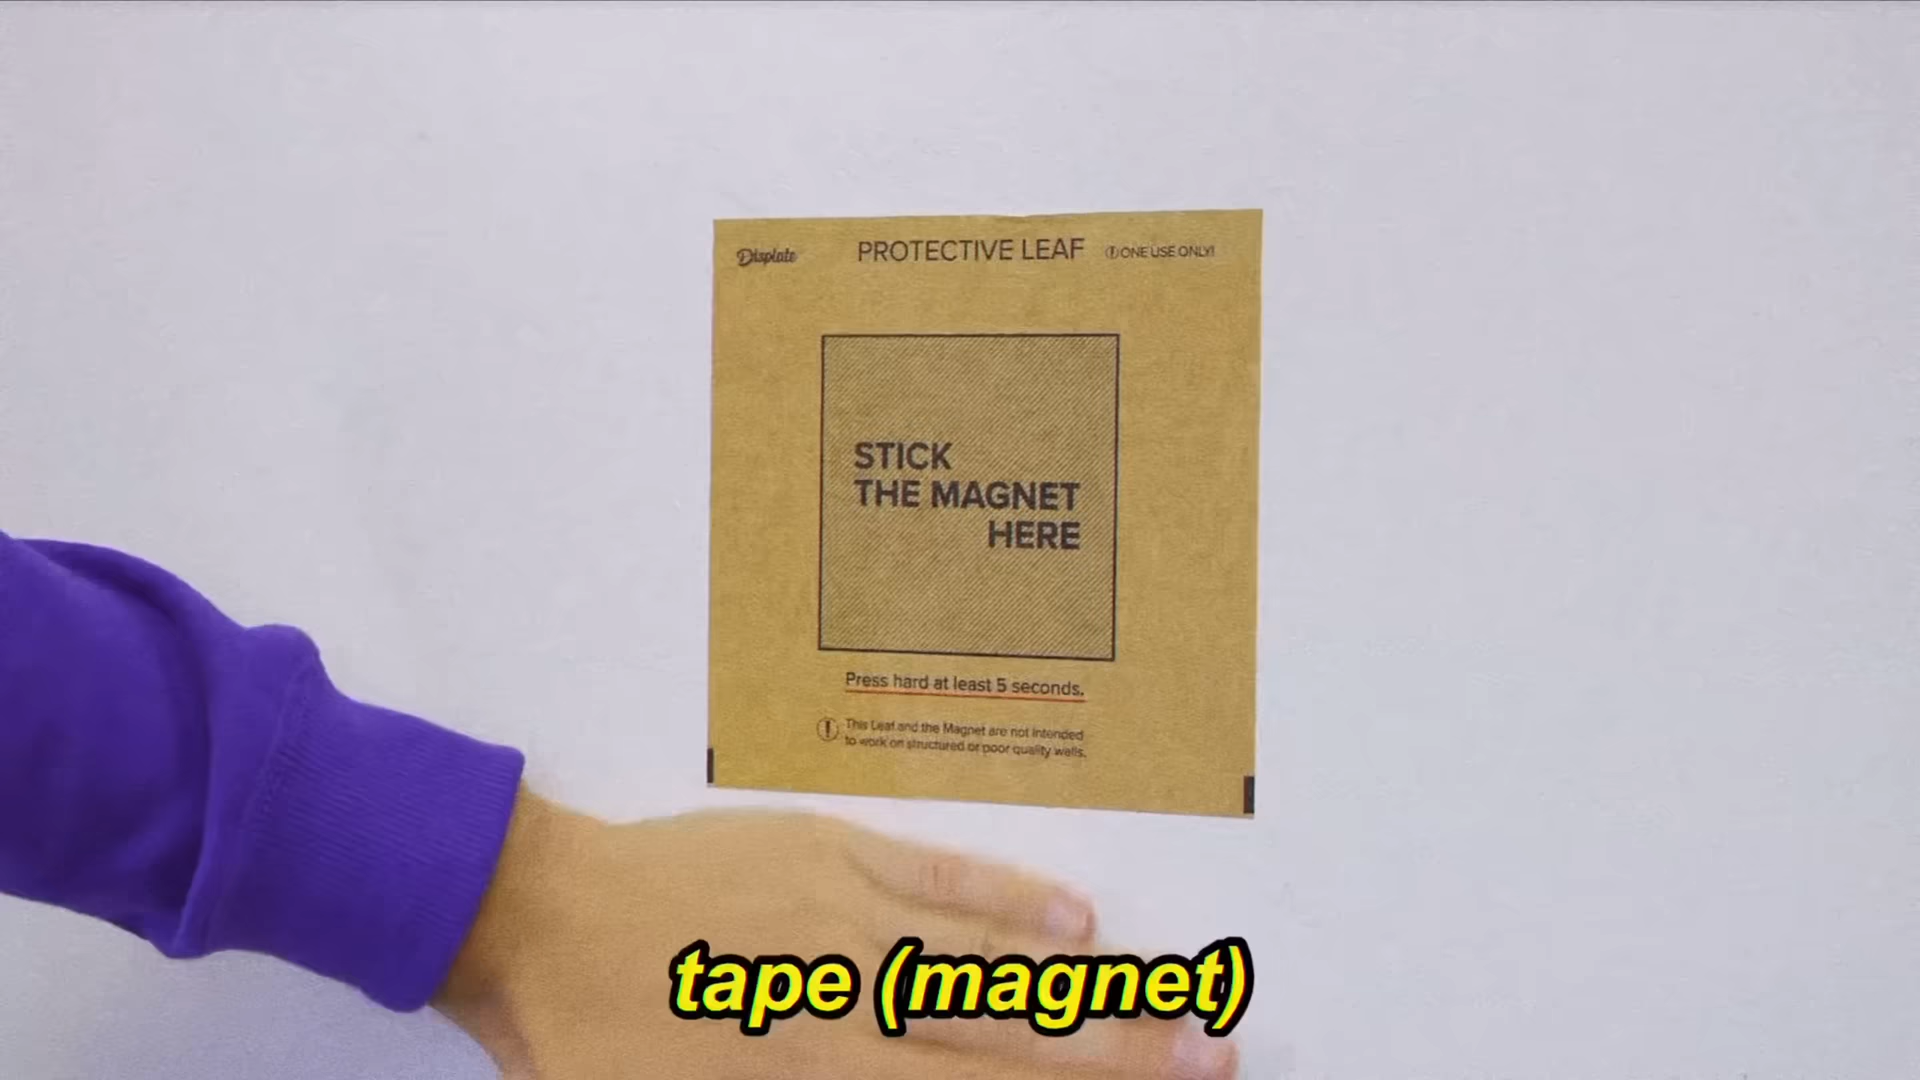 Displate
PROTECTIVE LEAF
ONE USE ONLY!
STICK
THE MAGNET
HERE
Press hard at least 5 seconds.
This Leaf and the Magnet are not intended
to work on structured or poor quality walls.
tape (magnet)